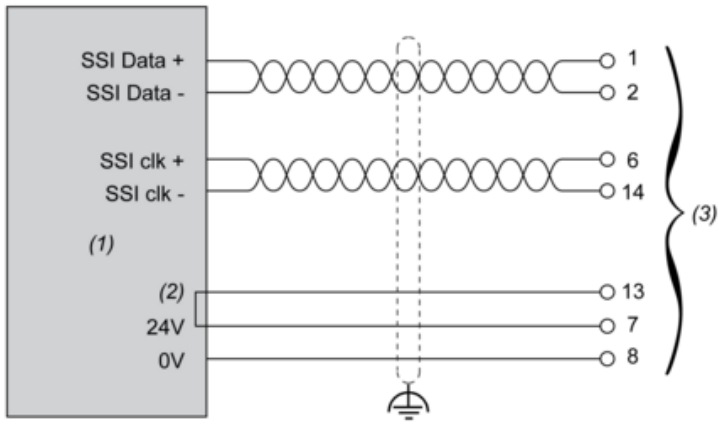 SSI Data + 1
SSI Data - 2
SSI clk + 6
SSI clk - 14
(1) (3)
(2) 13
24V 7
0V 8